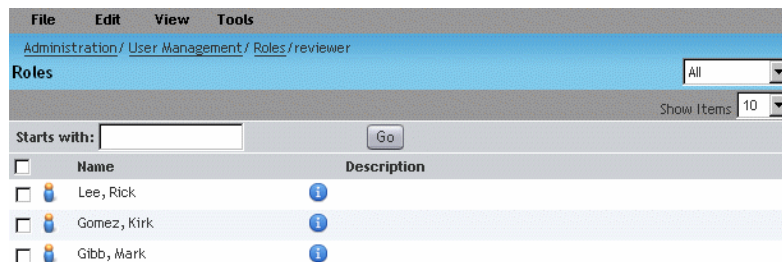 File Edit View Tools
Administration/ User Management/ Roles/reviewer
Roles All
Show Items 10
Starts with: Go
Name Description
Lee, Rick
Gomez, Kirk
Gibb, Mark